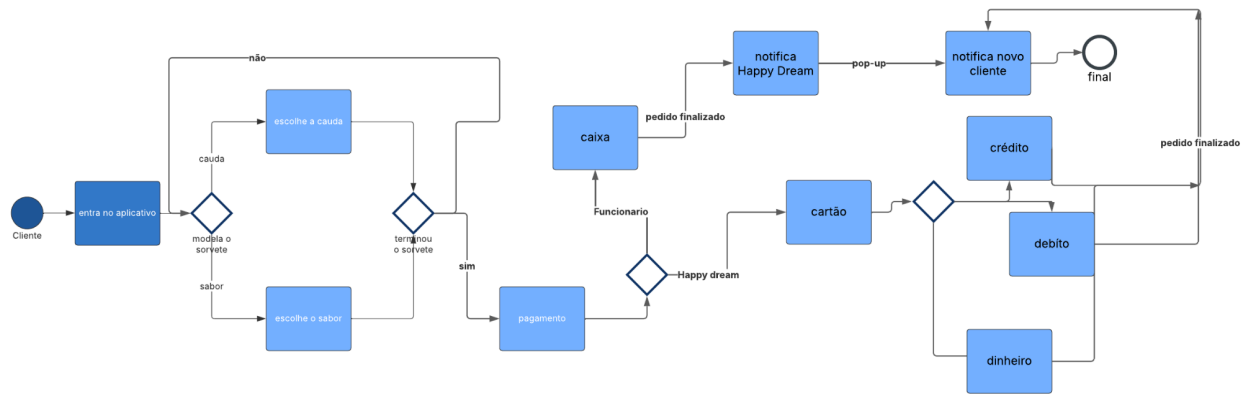 não
escolhe a cauda
cauda
Cliente
entra no aplicativo
modela o
sorvete
terminou
o sorvete
sabor
escolhe o sabor
sim
pagamento
Funcionario
caixa
pedido finalizado
notifica
Happy Dream
pop-up
notifica novo
cliente
final
Happy dream
cartão
crédito
debíto
dinheiro
pedido finalizado